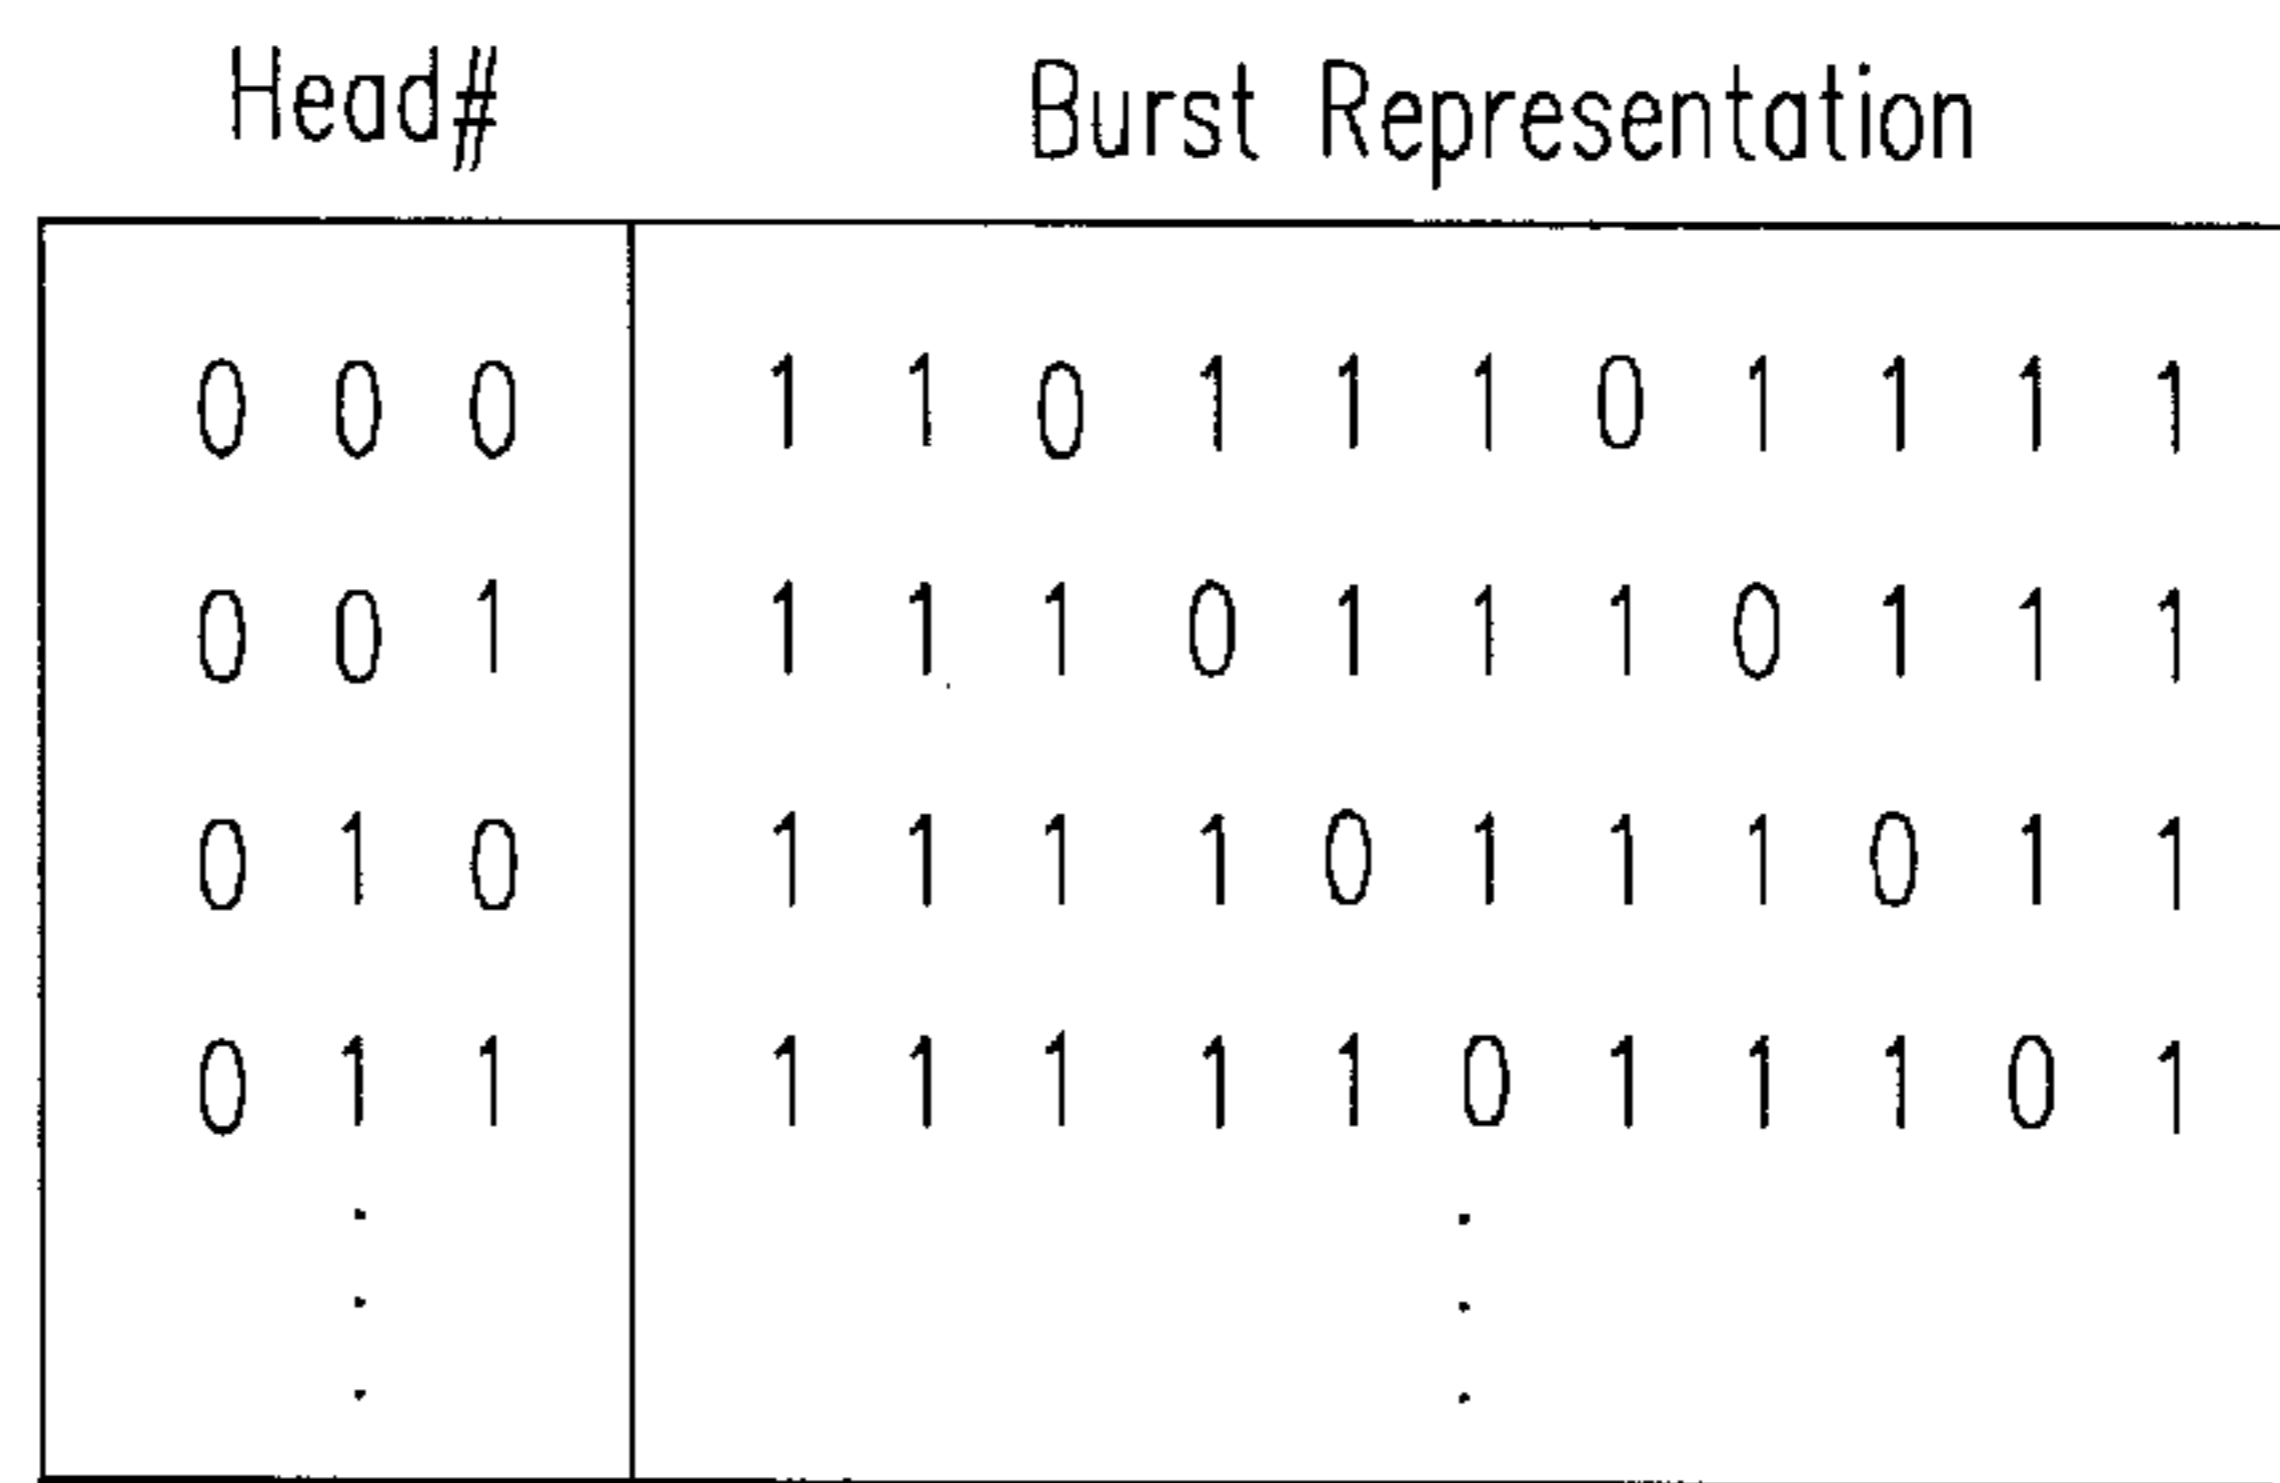 Head# Burst Representation
0 0 0 1 1 0 1 1 1 0 1 1 1 1
0 0 1 1 1 1 0 1 1 1 0 1 1 1
0 1 0 1 1 1 1 0 1 1 1 0 1 1
0 1 1 1 1 1 1 1 0 1 1 1 0 1
. .
. .
. .